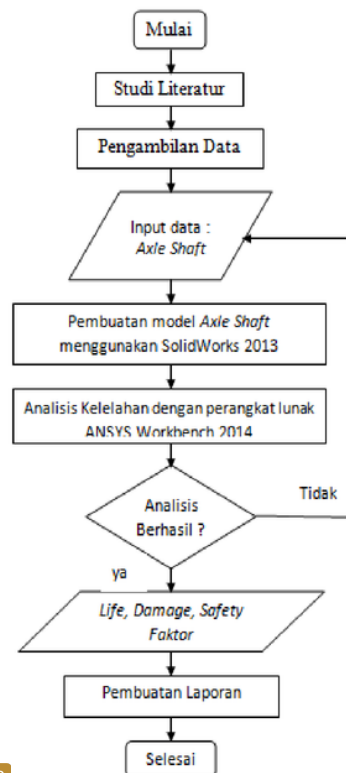 Mulai
Studi Literatur
Pengambilan Data
Input data :
Axle Shaft
Pembuatan model Axle Shaft
menggunakan SolidWorks 2013
Analisis Kelelahan dengan perangkat lunak
ANSYS Workbench 2014
Analisis
Berhasil ?
Tidak
ya
Life, Damage, Safety
Faktor
Pembuatan Laporan
Selesai